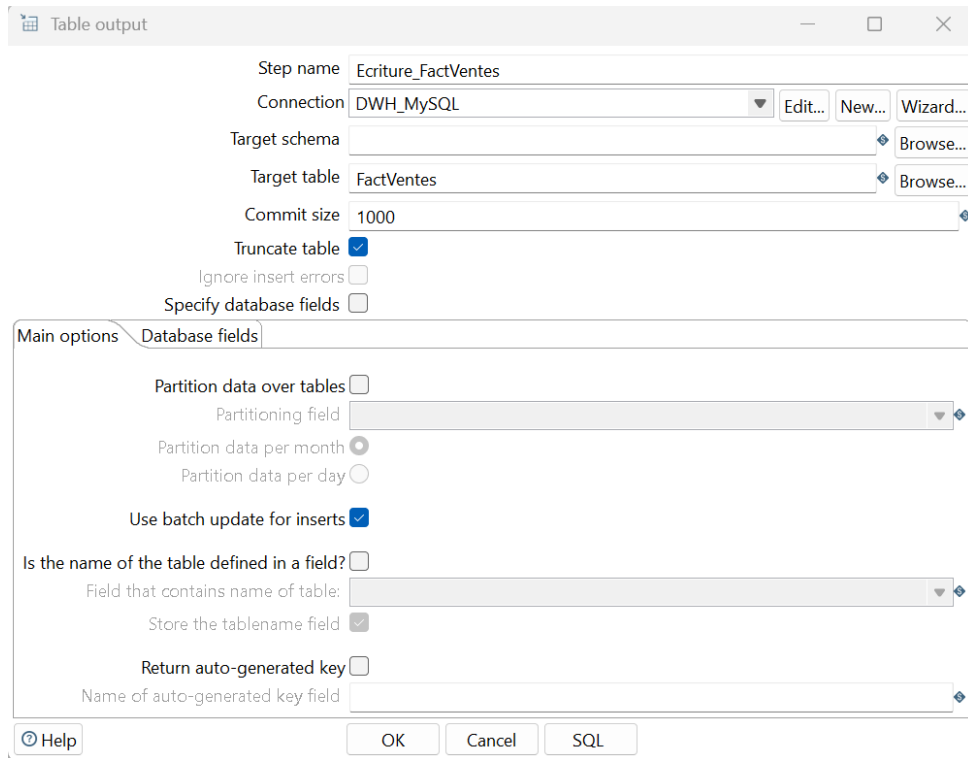 Table output
Step name Ecriture_FactVentes
Connection DWH_MySQL Edit... New... Wizard...
Target schema Browse...
Target table FactVentes Browse...
Commit size 1000
Truncate table
Ignore insert errors
Specify database fields
Main options Database fields
Partition data over tables
Partitioning field
Partition data per month
Partition data per day
Use batch update for inserts
Is the name of the table defined in a field?
Field that contains name of table:
Store the tablename field
Return auto-generated key
Name of auto-generated key field
Help OK Cancel SQL